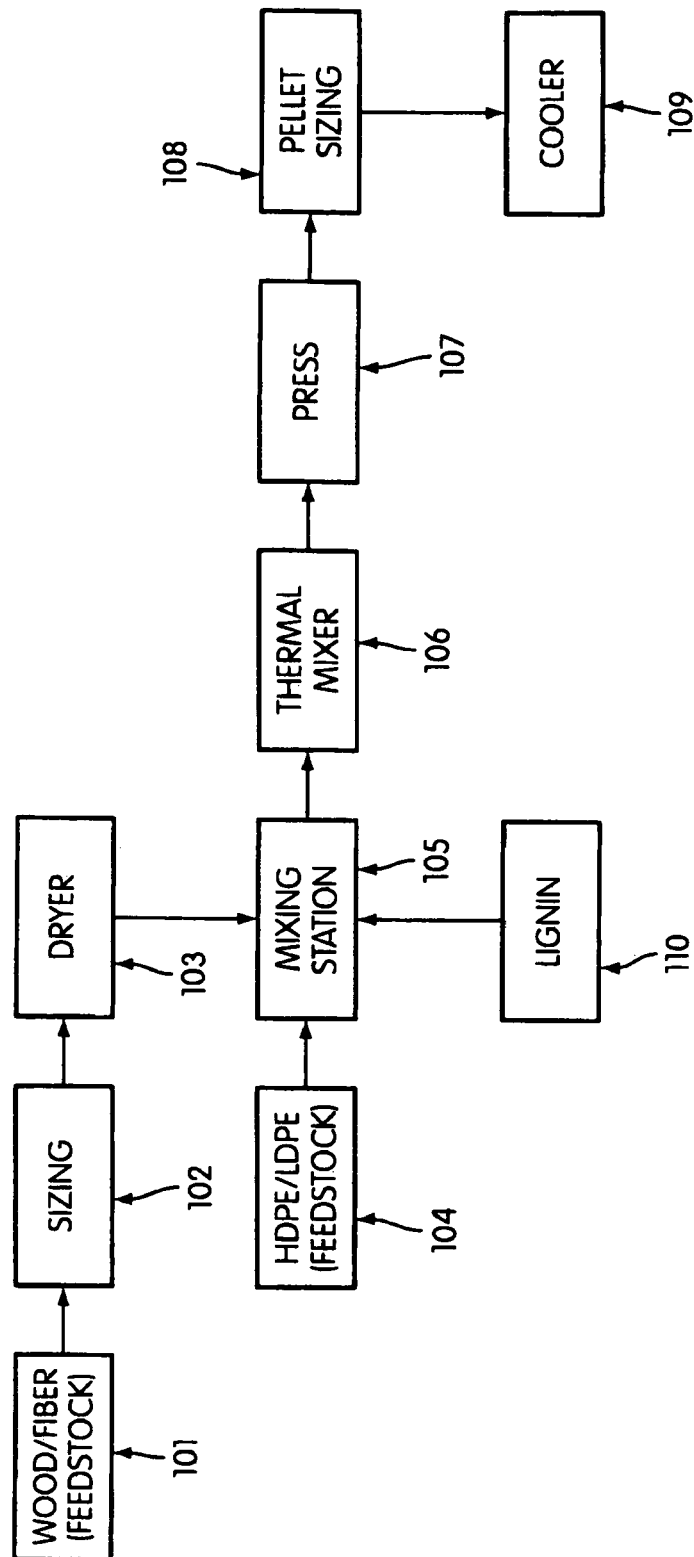 WOOD/FIBER
(FEEDSTOCK)
101
SIZING
102
DRYER
103
HDPE/LDPE
(FEEDSTOCK)
104
MIXING
STATION
105
LIGNIN
110
THERMAL
MIXER
106
PRESS
107
PELLET
SIZING
108
COOLER
109